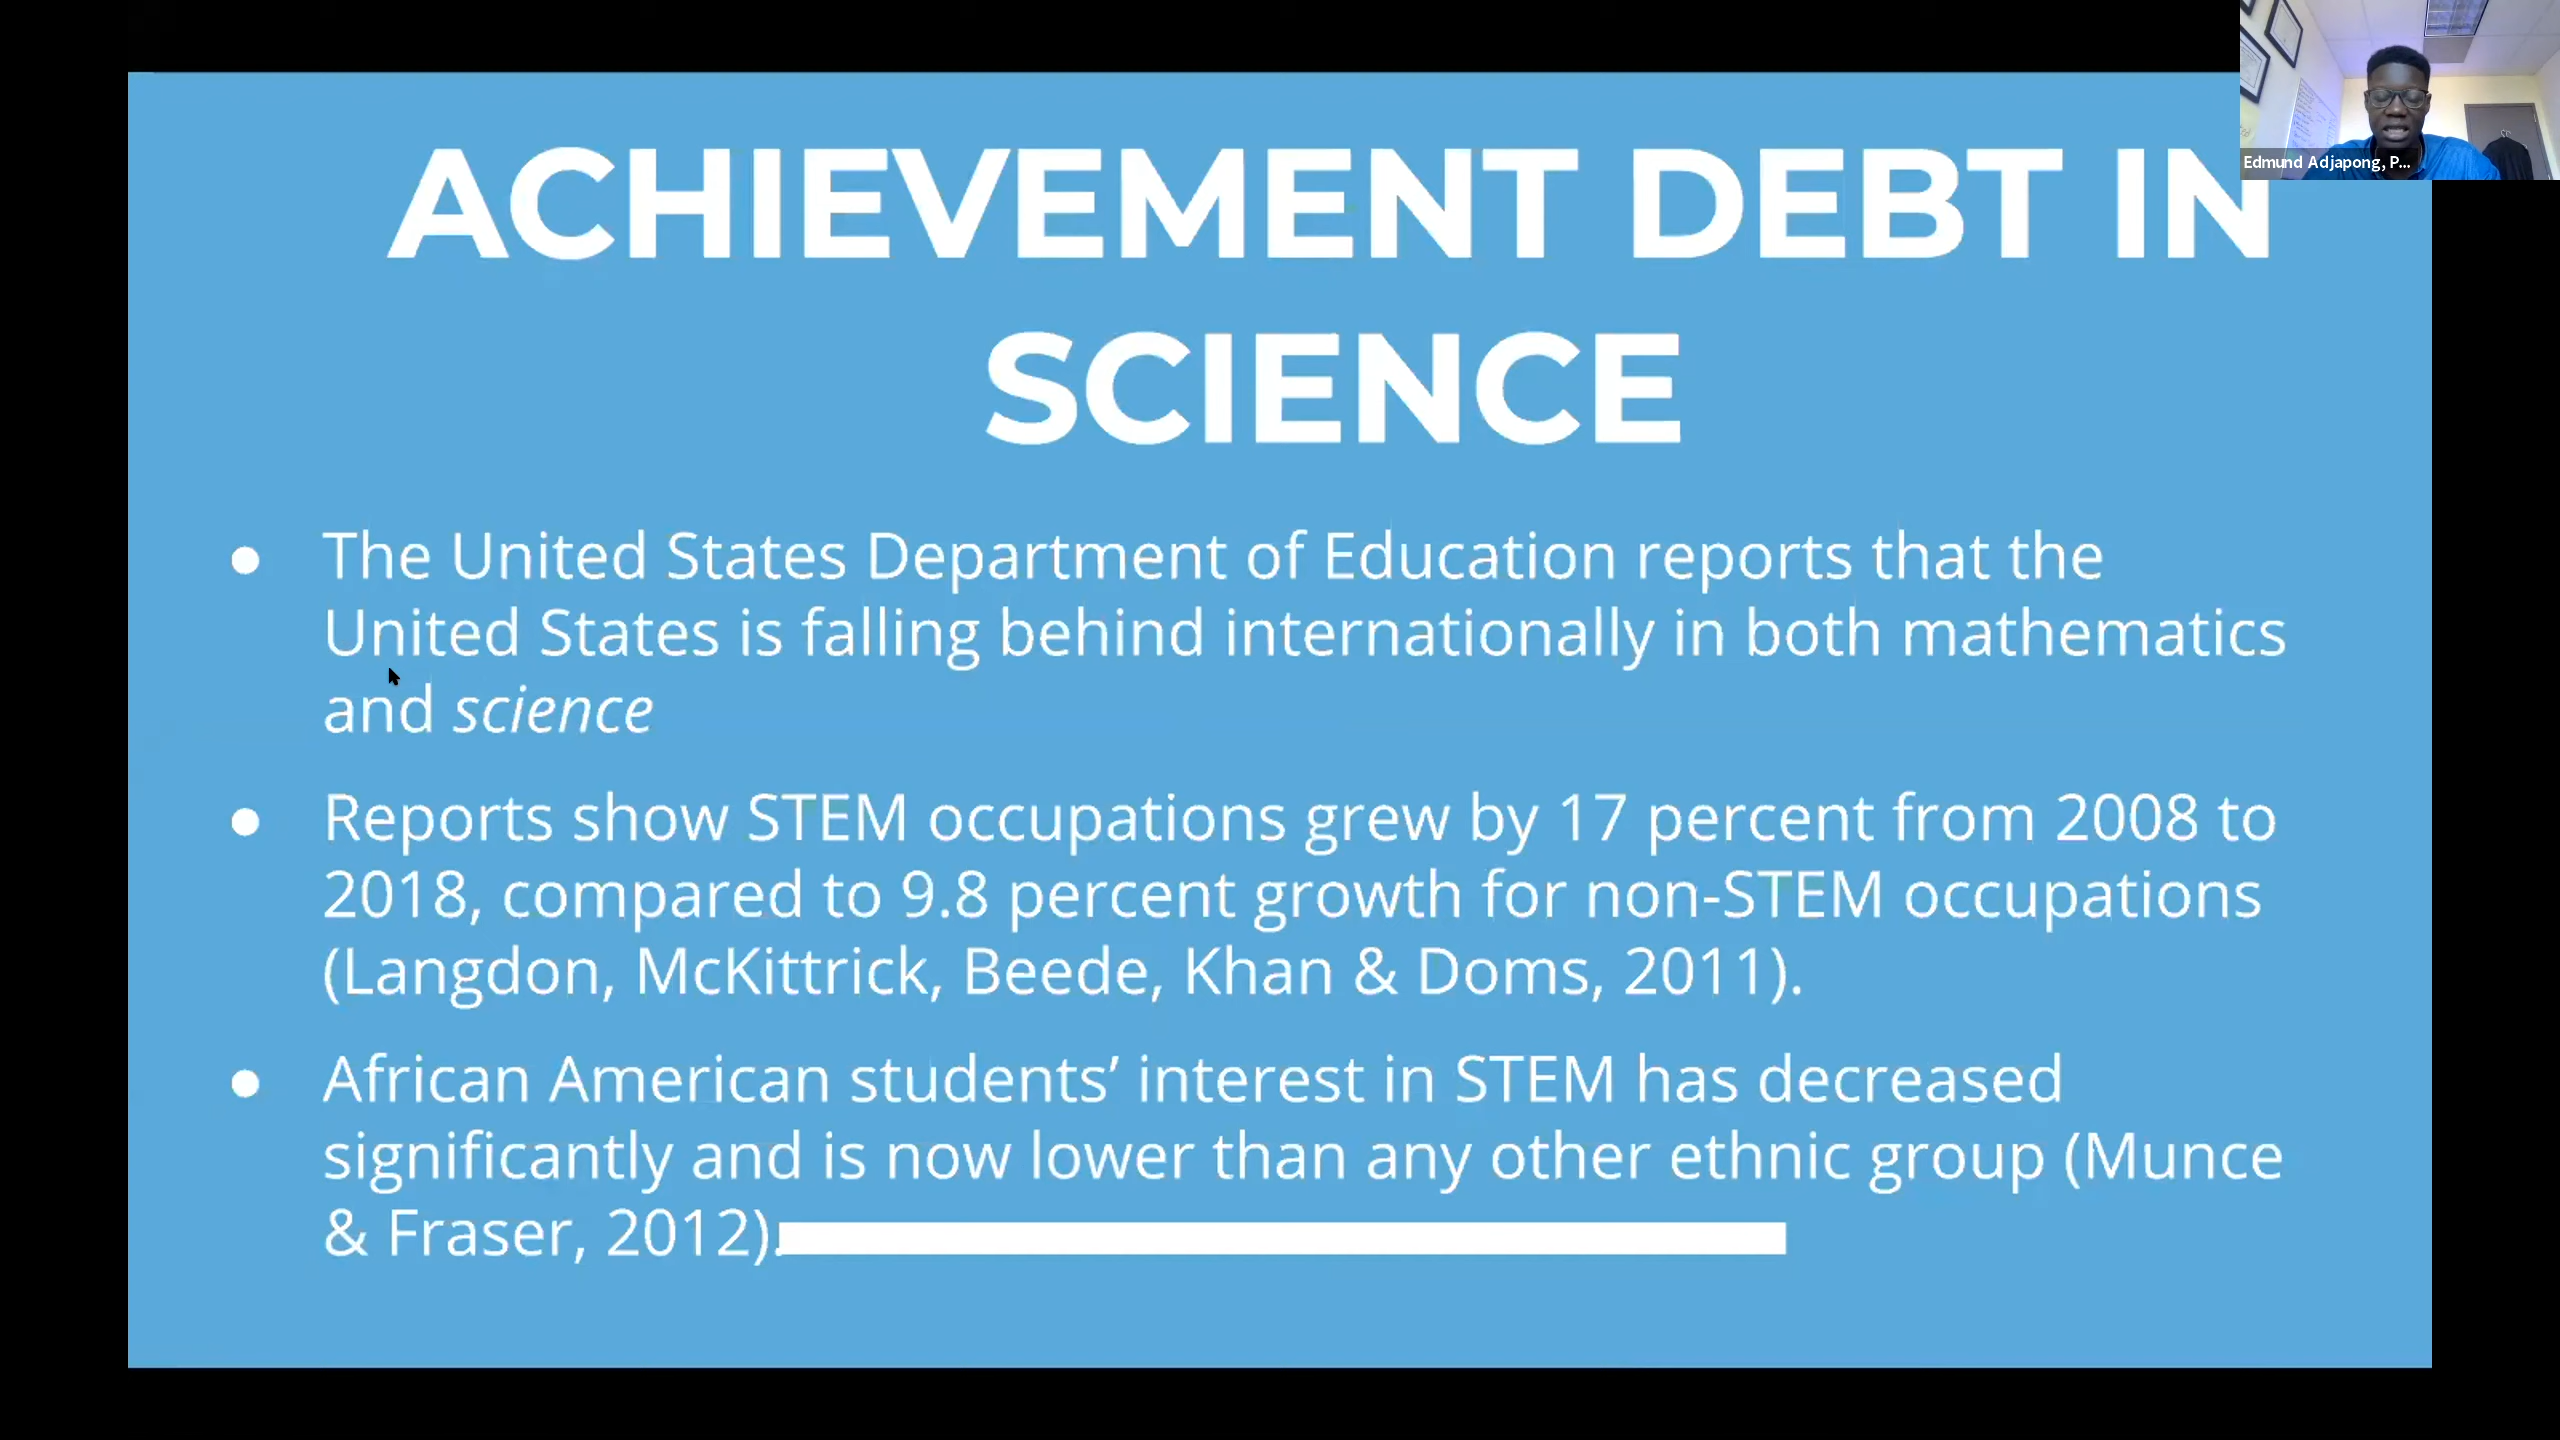 ACHIEVEMENT DEBT IN
SCIENCE
Edmund Adjapong, P...
● The United States Department of Education reports that the
United States is falling behind internationally in both mathematics
and science
● Reports show STEM occupations grew by 17 percent from 2008 to
2018, compared to 9.8 percent growth for non-STEM occupations
(Langdon, McKittrick, Beede, Khan & Doms, 2011).
● African American students’ interest in STEM has decreased
significantly and is now lower than any other ethnic group (Munce
& Fraser, 2012).